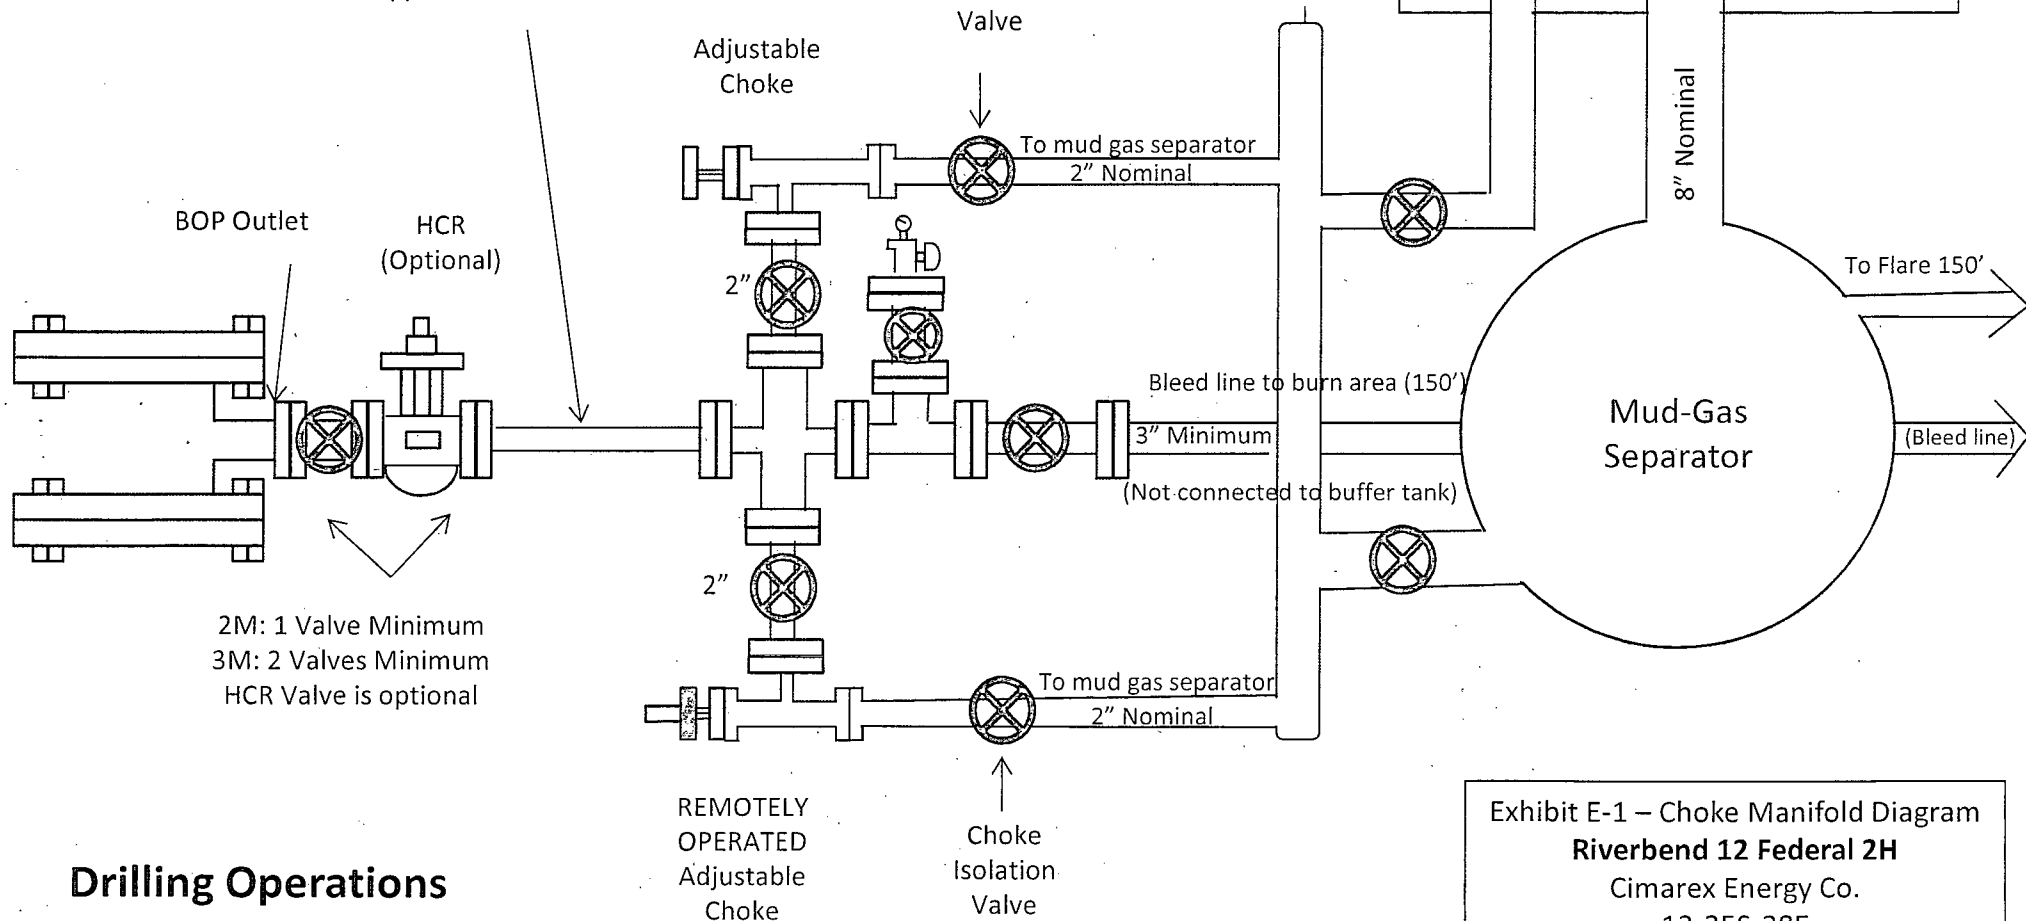 Valve
Adjustable
Choke
To mud gas separator
2” Nominal
8” Nominal
BOP Outlet
HCR
(Optional)
2”
To Flare 150’
Bleed line to burn area (150’)
3” Minimum
(Not connected to buffer tank)
Mud-Gas
Separator
(Bleed line)
2”
2M: 1 Valve Minimum
3M: 2 Valves Minimum
HCR Valve is optional
To mud gas separator
2” Nominal
REMOTELY
OPERATED
Adjustable
Choke
Choke
Isolation
Valve
Drilling Operations
Exhibit E-1 – Choke Manifold Diagram
Riverbend 12 Federal 2H
Cimarex Energy Co.